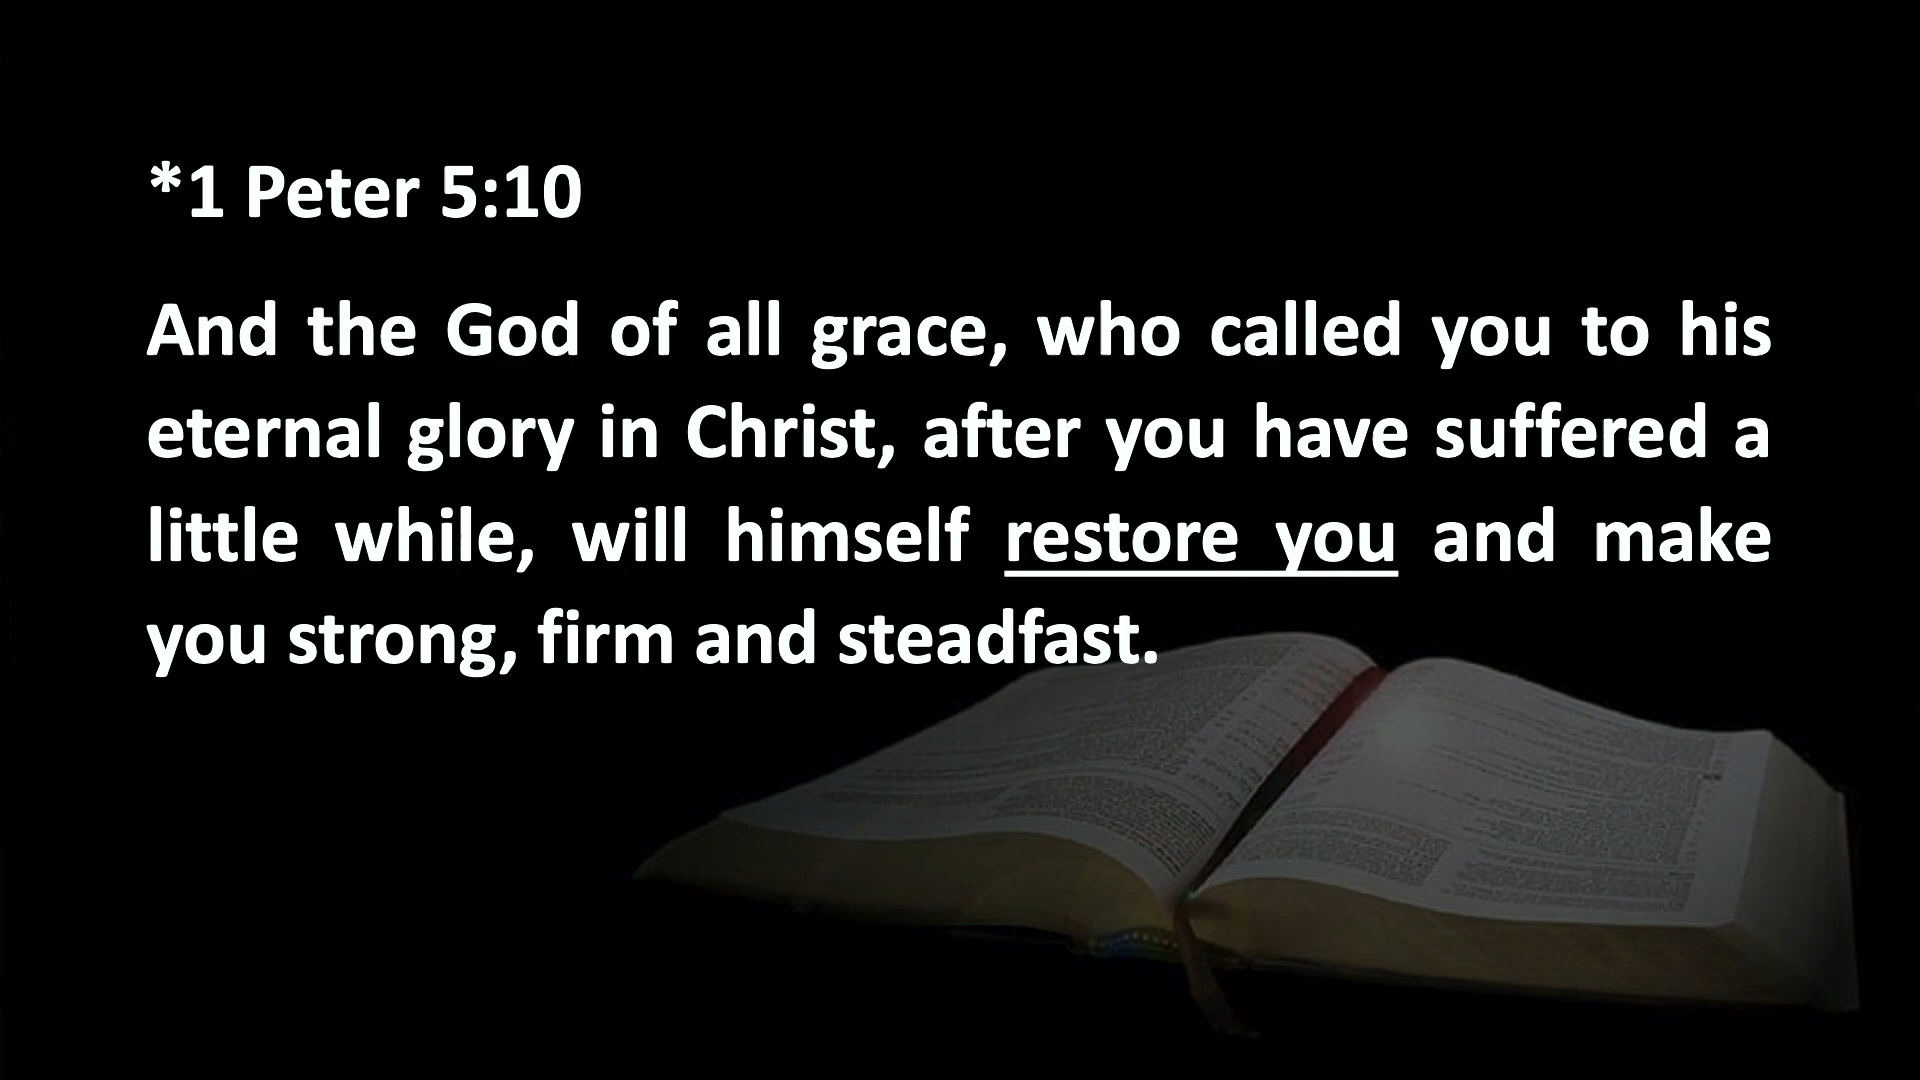 *1 Peter 5:10
And the God of all grace, who called you to his
eternal glory in Christ, after you have suffered a
little while, will himself restore you and make
you strong, firm and steadfast.